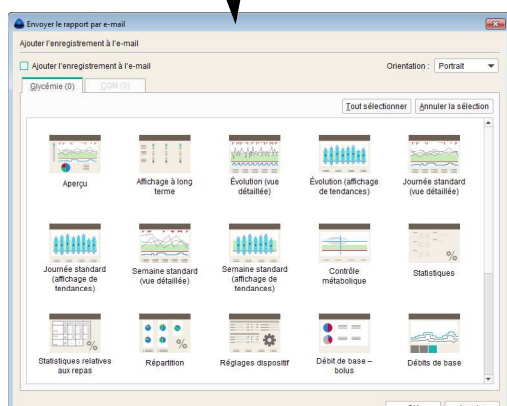 Envoyer le rapport par e-mail
Ajouter l'enregistrement à l'e-mail
Ajouter l'enregistrement à l'e-mail
Orientation : Portrait
Glycémie (0) CGM (0)
Tout sélectionner Annuler la sélection
Aperçu
Affichage à long
terme
Évolution (vue
détaillée)
Évolution (affichage
de tendances)
Journée standard
(vue détaillée)
Journée standard
(affichage de
tendances)
Semaine standard
(vue détaillée)
Semaine standard
(affichage de
tendances)
Contrôle
métabolique
%
Statistiques
%
Statistiques relatives
aux repas
%
Répartition
Réglages dispositif
Débit de base –
bolus
Débits de base